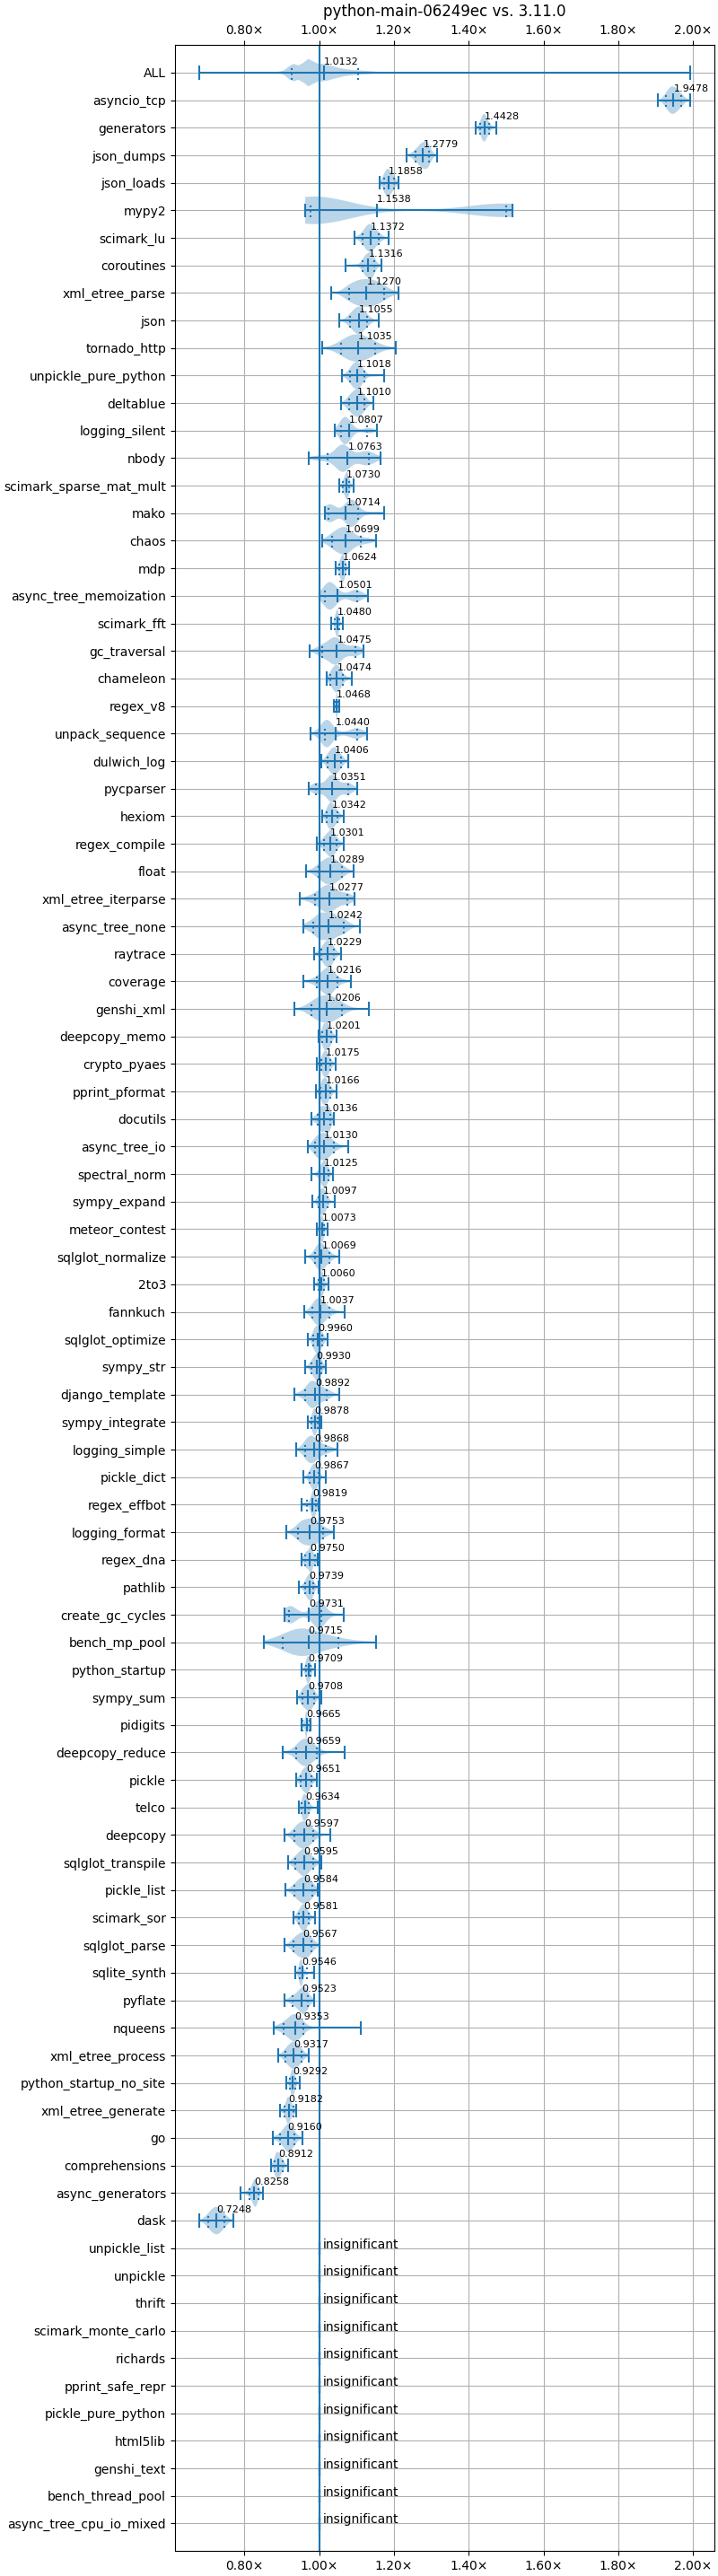 python-main-06249ec vs. 3.11.0
0.80× 1.00× 1.20× 1.40× 1.60× 1.80× 2.00×
ALL 1.0132
asyncio_tcp 1.9478
generators 1.4428
json_dumps 1.2779
json_loads 1.1858
mypy2 1.1538
scimark_lu 1.1372
coroutines 1.1316
xml_etree_parse 1.1270
json 1.1055
tornado_http 1.1035
unpickle_pure_python 1.1018
deltablue 1.1010
logging_silent 1.0807
nbody 1.0763
scimark_sparse_mat_mult 1.0730
mako 1.0714
chaos 1.0699
mdp 1.0624
async_tree_memoization 1.0501
scimark_fft 1.0480
gc_traversal 1.0475
chameleon 1.0474
regex_v8 1.0468
unpack_sequence 1.0440
dulwich_log 1.0406
pycparser 1.0351
hexiom 1.0342
regex_compile 1.0301
float 1.0289
xml_etree_iterparse 1.0277
async_tree_none 1.0242
raytrace 1.0229
coverage 1.0216
genshi_xml 1.0206
deepcopy_memo 1.0201
crypto_pyaes 1.0175
pprint_pformat 1.0166
docutils 1.0136
async_tree_io 1.0130
spectral_norm 1.0125
sympy_expand 1.0097
meteor_contest 1.0073
sqlglot_normalize 1.0069
2to3 1.0060
fannkuch 1.0037
sqlglot_optimize 0.9960
sympy_str 0.9930
django_template 0.9892
sympy_integrate 0.9878
logging_simple 0.9868
pickle_dict 0.9867
regex_effbot 0.9819
logging_format 0.9753
regex_dna 0.9750
pathlib 0.9739
create_gc_cycles 0.9731
bench_mp_pool 0.9715
python_startup 0.9709
sympy_sum 0.9708
pidigits 0.9665
deepcopy_reduce 0.9659
pickle 0.9651
telco 0.9634
deepcopy 0.9597
sqlglot_transpile 0.9595
pickle_list 0.9584
scimark_sor 0.9581
sqlglot_parse 0.9567
sqlite_synth 0.9546
pyflate 0.9523
nqueens 0.9353
xml_etree_process 0.9317
python_startup_no_site 0.9292
xml_etree_generate 0.9182
go 0.9160
comprehensions 0.8912
async_generators 0.8258
dask 0.7248
unpickle_list insignificant
unpickle insignificant
thrift insignificant
scimark_monte_carlo insignificant
richards insignificant
pprint_safe_repr insignificant
pickle_pure_python insignificant
html5lib insignificant
genshi_text insignificant
bench_thread_pool insignificant
async_tree_cpu_io_mixed insignificant
0.80× 1.00× 1.20× 1.40× 1.60× 1.80× 2.00×